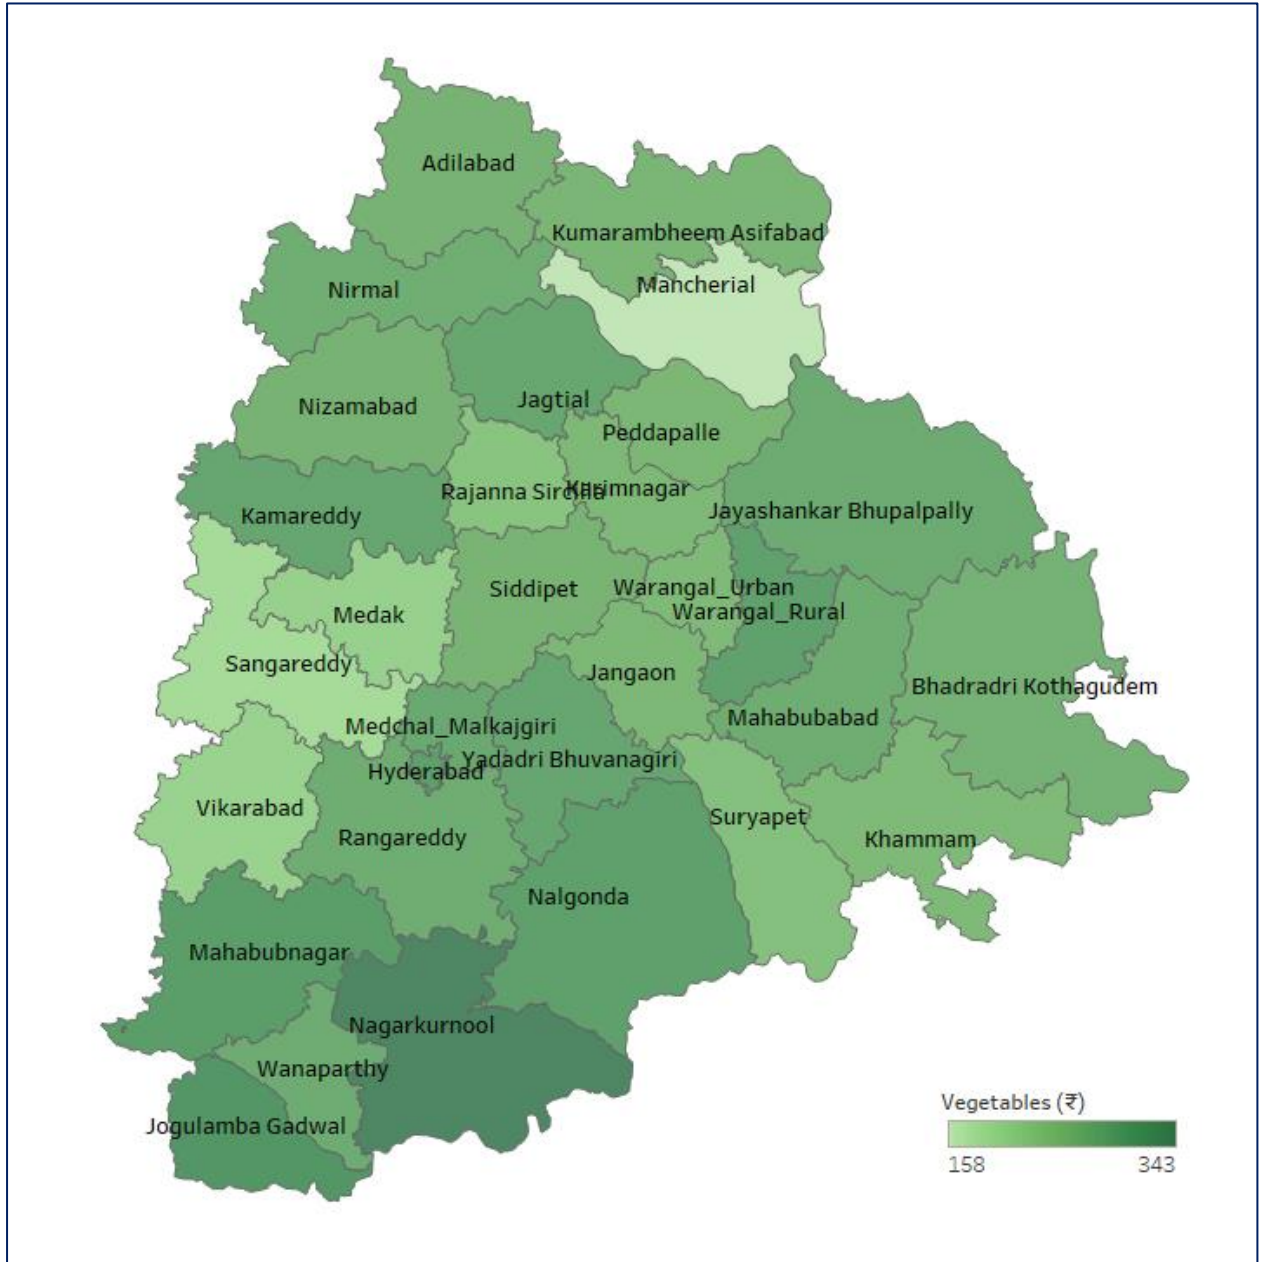 Adilabad
Kumarambheem Asifabad
Mancherial
Nirmal
Jagtial
Nizamabad
Peddapalle
Rajanna Sircilla
Karimnagar
Jayashankar Bhupalpally
Kamareddy
Siddipet
Warangal_Urban
Warangal_Rural
Medak
Sangareddy
Jangaon
Bhadradri Kothagudem
Mahabubabad
Medchal_Malkajgiri
Yadadri Bhuvanagiri
Hyderabad
Vikarabad
Suryapet
Rangareddy
Khammam
Nalgonda
Mahabubnagar
Nagarkurnool
Wanaparthy
Jogulamba Gadwal
Vegetables (₹)
158 343